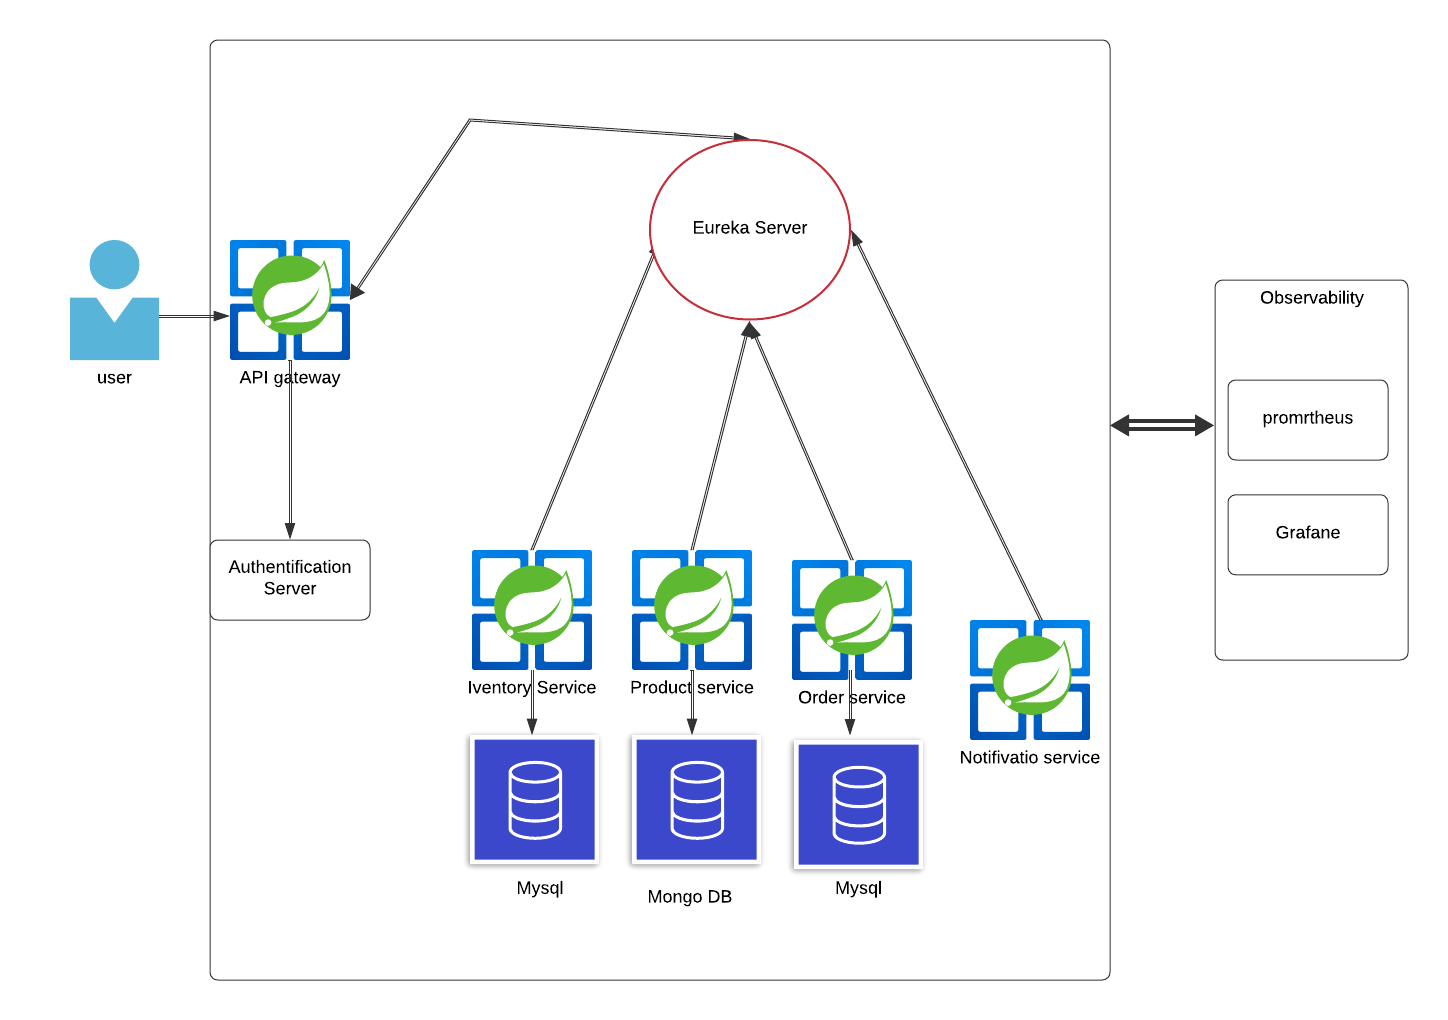 Eureka Server
user
API gateway
Observability
promrtheus
Grafane
Authentification
Server
Iventory Service
Product service
Order service
Notifivatio service
Mysql
Mongo DB
Mysql